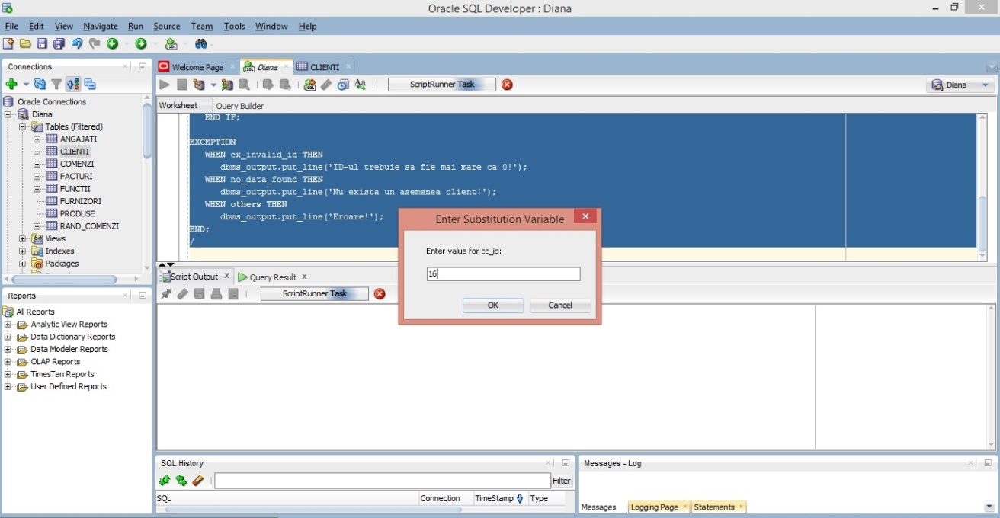 Oracle SQL Developer : Diana
File Edit View Navigate Run Source Team Tools Window Help
Connections
Oracle Connections
Diana
Tables (Filtered)
ANGAJATI
CLIENTI
COMENZI
FACTURI
FUNCTII
FURNIZORI
PRODUSE
RAND_COMENZI
Views
Indexes
Packages
Reports
All Reports
Analytic View Reports
Data Dictionary Reports
Data Modeler Reports
OLAP Reports
TimesTen Reports
User Defined Reports
Welcome Page Diana CLIENTI
ScriptRunner Task
Diana
Worksheet Query Builder
END IF;
EXCEPTION
WHEN ex_invalid_id THEN
dbms_output.put_line('ID-ul trebuie sa fie mai mare ca 0!');
WHEN no_data_found THEN
dbms_output.put_line('Nu exista un asemenea client!');
WHEN others THEN
dbms_output.put_line('Eroare!');
END;
/
Enter Substitution Variable
Enter value for cc_id:
16
OK Cancel
Script Output Query Result
ScriptRunner Task
SQL History
Filter
SQL Connection TimeStamp Type
Messages - Log
Messages Logging Page Statements